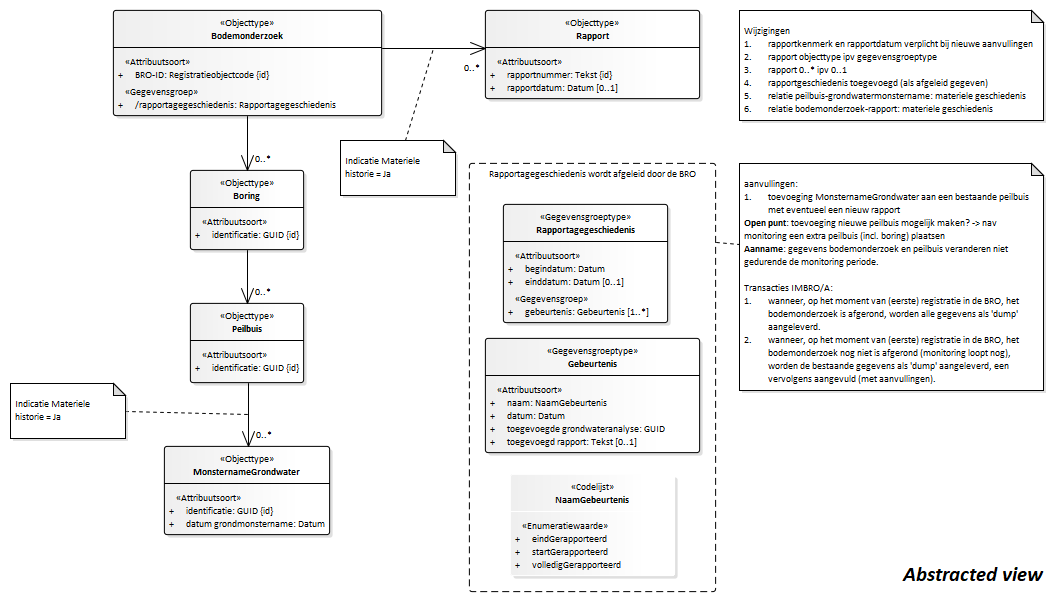 «Objecttype»
Bodemonderzoek
«Attribuutsoort»
+ BRO-ID: Registratieobjectcode {id}
«Gegevensgroep»
+ /rapportagegeschiedenis: Rapportagegeschiedenis
0..*
«Objecttype»
Rapport
«Attribuutsoort»
+ rapportnummer: Tekst {id}
+ rapportdatum: Datum [0..1]
Wijzigingen
1. rapportkenmerk en rapportdatum verplicht bij nieuwe aanvullingen
2. rapport objecttype ipv gegevensgroeptype
3. rapport 0..* ipv 0..1
4. rapportgeschiedenis toegevoegd (als afgeleid gegeven)
5. relatie peilbuis-grondwatermonstername: materiele geschiedenis
6. relatie bodemonderzoek-rapport: materiele geschiedenis
Indicatie Materiele
historie = Ja
0..*
«Objecttype»
Boring
«Attribuutsoort»
+ identificatie: GUID {id}
0..*
«Objecttype»
Peilbuis
«Attribuutsoort»
+ identificatie: GUID {id}
Indicatie Materiele
historie = Ja
0..*
«Objecttype»
MonsternameGrondwater
«Attribuutsoort»
+ identificatie: GUID {id}
+ datum grondmonstername: Datum
Rapportagegeschiedenis wordt afgeleid door de BRO
«Gegevensgroeptype»
Rapportagegeschiedenis
«Attribuutsoort»
+ begindatum: Datum
+ einddatum: Datum [0..1]
«Gegevensgroep»
+ gebeurtenis: Gebeurtenis [1..*]
«Gegevensgroeptype»
Gebeurtenis
«Attribuutsoort»
+ naam: NaamGebeurtenis
+ datum: Datum
+ toegevoegde grondwateranalyse: GUID
+ toegevoegd rapport: Tekst [0..1]
«Codelijst»
NaamGebeurtenis
«Enumeratiewaarde»
+ eindGerapporteerd
+ startGerapporteerd
+ volledigGerapporteerd
aanvullingen:
1. toevoeging MonsternameGrondwater aan een bestaande peilbuis
met eventueel een nieuw rapport
Open punt: toevoeging nieuwe peilbuis mogelijk maken? -> nav
monitoring een extra peilbuis (incl. boring) plaatsen
Aanname: gegevens bodemonderzoek en peilbuis veranderen niet
gedurende de monitoring periode.
Transacties IMBRO/A:
1. wanneer, op het moment van (eerste) registratie in de BRO, het
bodemonderzoek is afgerond, worden alle gegevens als 'dump'
aangeleverd.
2. wanneer, op het moment van (eerste) registratie in de BRO, het
bodemonderzoek nog niet is afgerond (monitoring loopt nog),
worden de bestaande gegevens als 'dump' aangeleverd, een
vervolgens aangevuld (met aanvullingen).
Abstracted view